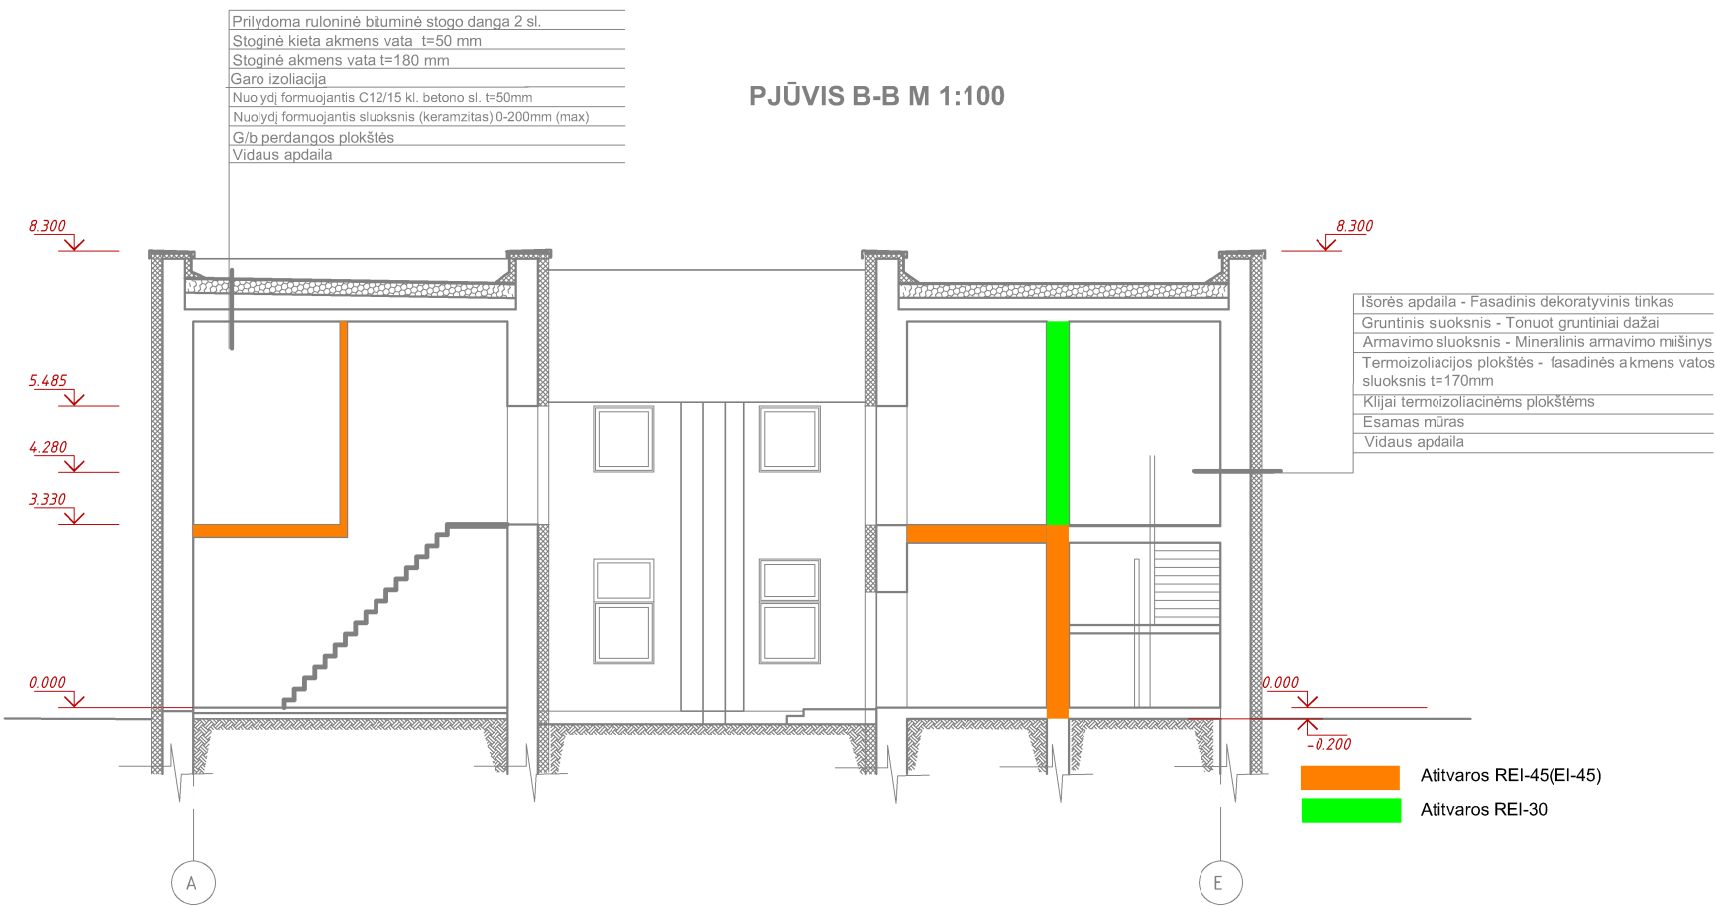 Prilydoma ruloninė bituminė stogo danga 2 sl.
Stoginė kieta akmens vata t=50 mm
Stoginė akmens vata t=180 mm
Garo izoliacija
Nuolydį formuojantis C12/15 kl. betono sl. t=50mm
Nuolydį formuojantis sluoksnis (keramzitas) 0-200mm (max)
G/b perdangos plokštės
Vidaus apdaila
PJŪVIS B-B M 1:100
8.300
8.300
5.485
4.280
3.330
0.000
Išorės apdaila - Fasadinis dekoratyvinis tinkas
Gruntinis suoksnis - Tonuot gruntiniai dažai
Armavimo sluoksnis - Mineralinis armavimo mišinys
Termoizoliacijos plokštės - fasadinės akmens vatos
sluoksnis t=170mm
Klijai termoizoliacinėms plokštėms
Esamas mūras
Vidaus apdaila
0.000
-0.200
Atitvaros REI-45(EI-45)
Atitvaros REI-30
A
E